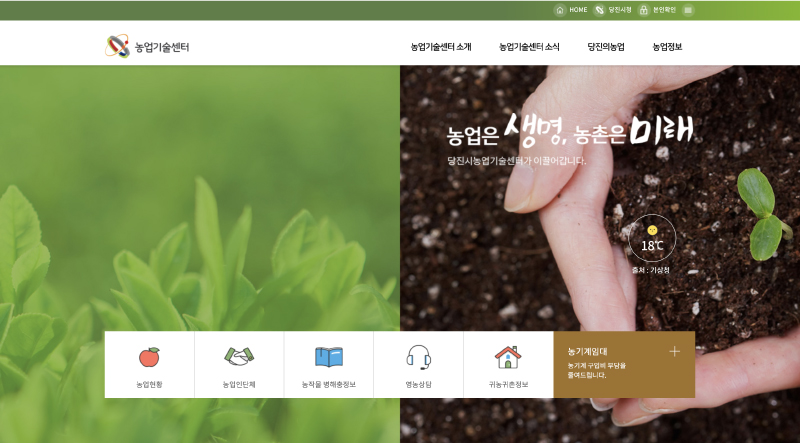 HOME 당진시청 본인확인
농업기술센터
농업기술센터 소개 농업기술센터 소식 당진의농업 농업정보
농업은 생명, 농촌은 미래
당진시농업기술센터가 이끌어갑니다.
18℃
출처 : 기상청
농업현황
농업인단체
농작물 병해충정보
영농상담
귀농귀촌정보
농기계임대
농기계 구입비 부담을
줄여드립니다.